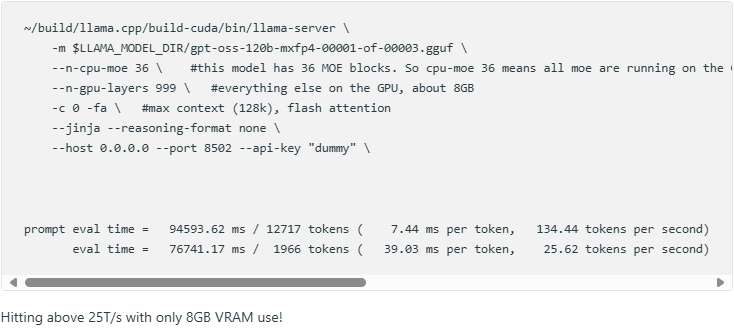 ~/build/llama.cpp/build-cuda/bin/llama-server \
-m $LLAMA_MODEL_DIR/gpt-oss-120b-mxfp4-00001-of-00003.gguf \
--n-cpu-moe 36 \ #this model has 36 MOE blocks. So cpu-moe 36 means all moe are running on the
--n-gpu-layers 999 \ #everything else on the GPU, about 8GB
-c 0 -fa \ #max context (128k), flash attention
--jinja --reasoning-format none \
--host 0.0.0.0 --port 8502 --api-key "dummy" \
prompt eval time = 94593.62 ms / 12717 tokens ( 7.44 ms per token, 134.44 tokens per second)
eval time = 76741.17 ms / 1966 tokens ( 39.03 ms per token, 25.62 tokens per second)
Hitting above 25T/s with only 8GB VRAM use!